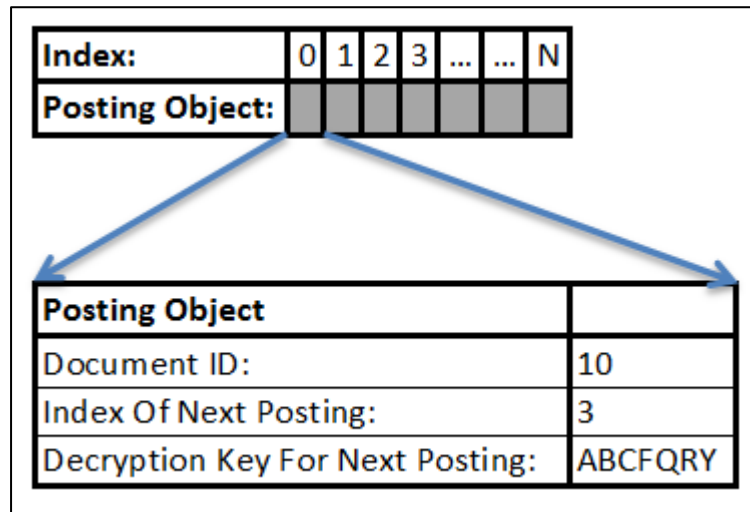 Index: 0 1 2 3 ... ... N
Posting Object:
Posting Object
Document ID: 10
Index Of Next Posting: 3
Decryption Key For Next Posting: ABCFQRY